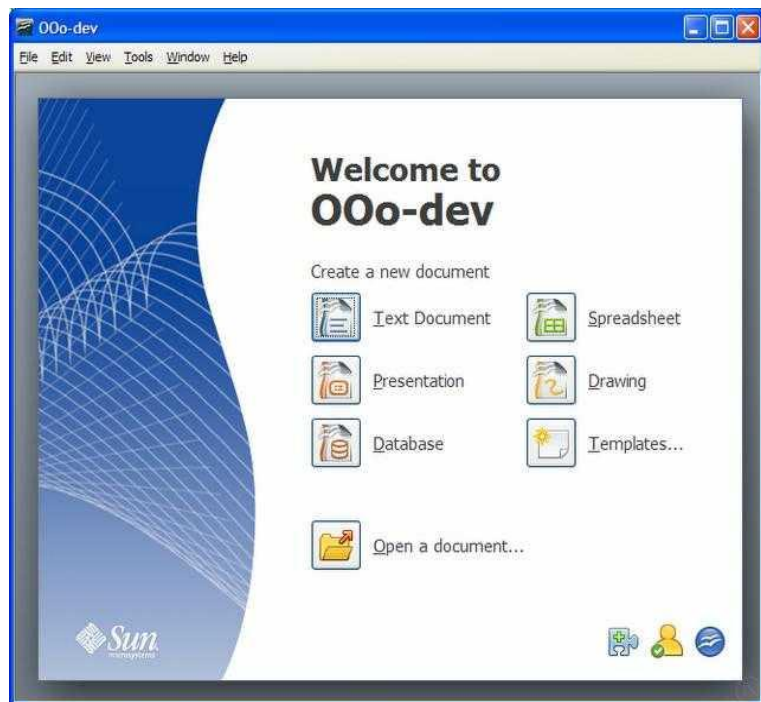 OOo-dev
File Edit View Tools Window Help
Welcome to
OOo-dev
Create a new document
Text Document Spreadsheet
Presentation Drawing
Database Templates...
Open a document...
Sun
microsystems